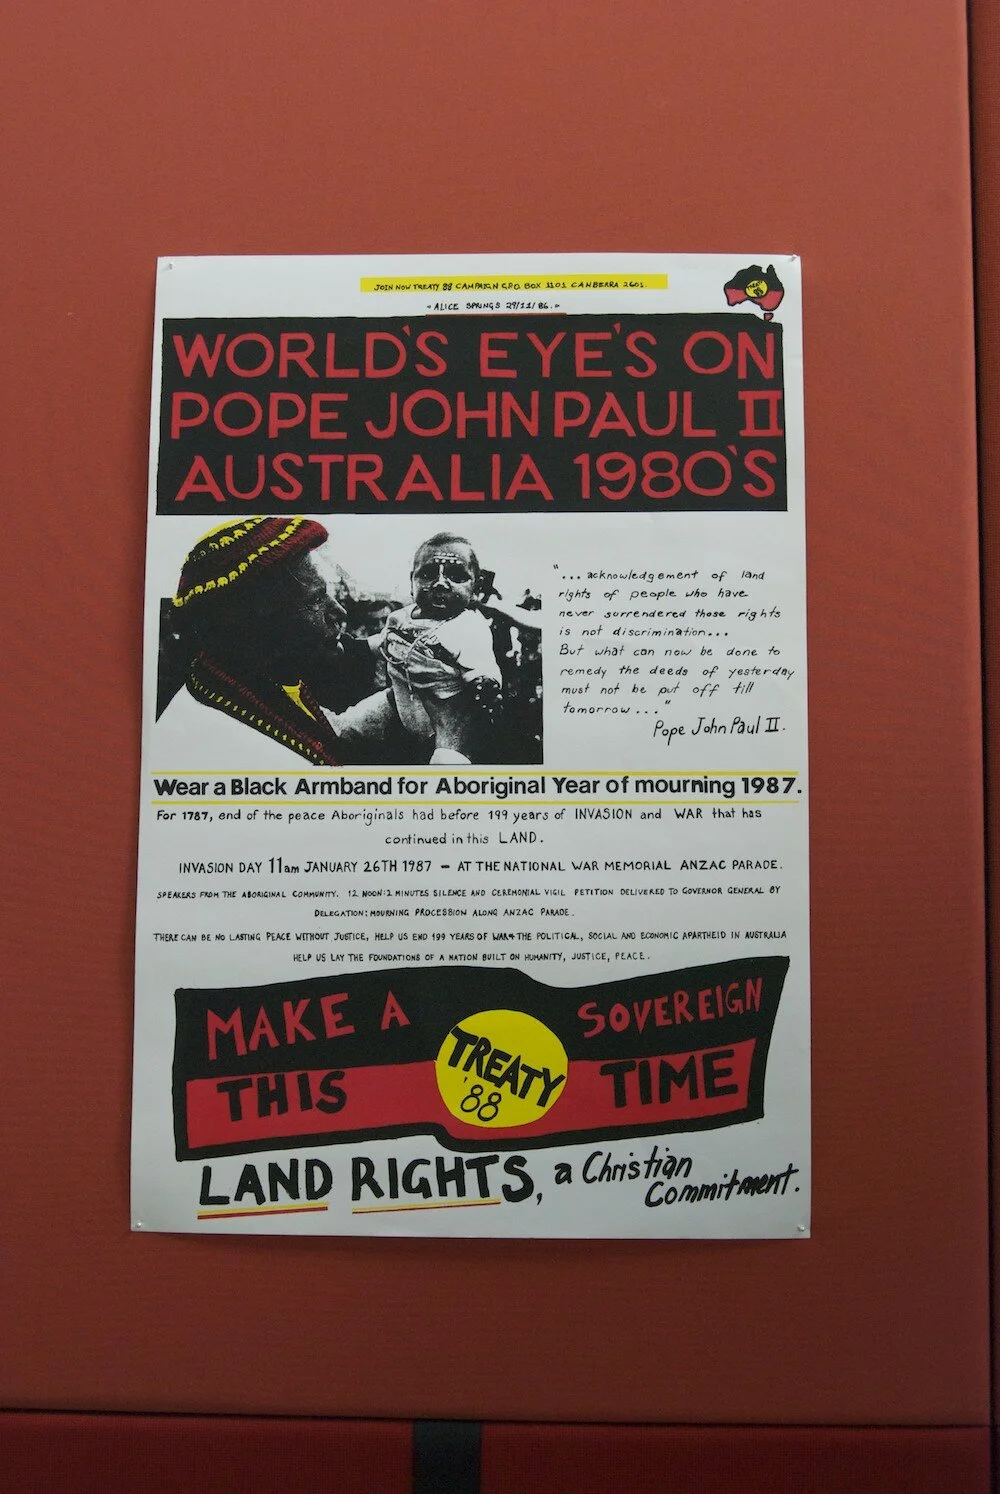 JOIN NOW TREATY 88 CAMPAIGN G.P.O. BOX 1101 CANBERRA 2601.
- ALICE SPRINGS 29/11/86. -
WORLD'S EYE'S ON
POPE JOHN PAUL II
AUSTRALIA 1980'S
"... acknowledgement of land
rights of people who have
never surrendered those rights
is not discrimination...
But what can now be done to
remedy the deeds of yesterday
must not be put off till
tomorrow..."
Pope John Paul II.
Wear a Black Armband for Aboriginal Year of mourning 1987.
For 1787, end of the peace Aboriginals had before 199 years of INVASION and WAR that has
continued in this LAND.
INVASION DAY 11am JANUARY 26TH 1987 - AT THE NATIONAL WAR MEMORIAL ANZAC PARADE.
SPEAKERS FROM THE ABORIGINAL COMMUNITY. 12 NOON: 2 MINUTES SILENCE AND CEREMONIAL VIGIL PETITION DELIVERED TO GOVERNOR GENERAL BY
DELEGATION: MOURNING PROCESSION ALONG ANZAC PARADE.
THERE CAN BE NO LASTING PEACE WITHOUT JUSTICE, HELP US END 199 YEARS OF WAR+THE POLITICAL, SOCIAL AND ECONOMIC APARTHEID IN AUSTRALIA
HELP US LAY THE FOUNDATIONS OF A NATION BUILT ON HUMANITY, JUSTICE, PEACE.
MAKE A SOVEREIGN
TREATY
'88
THIS TIME
LAND RIGHTS, a Christian
Commitment.